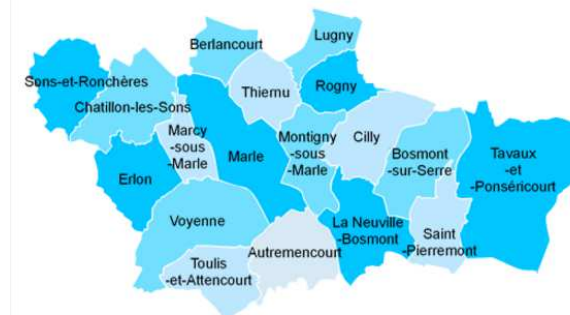 Lugny
Berlancourt
Sons-et-Ronchères
Thiernu
Rogny
Chatillon-les-Sons
Marcy
-sous
-Marle
Marle
Montigny
-sous
-Marle
Cilly
Bosmont
-sur-Serre
Tavaux
-et
-Ponséricourt
Erlon
Voyenne
La Neuville
-Bosmont
Saint
-Pierremont
Autremencourt
Toulis
-et-Attencourt